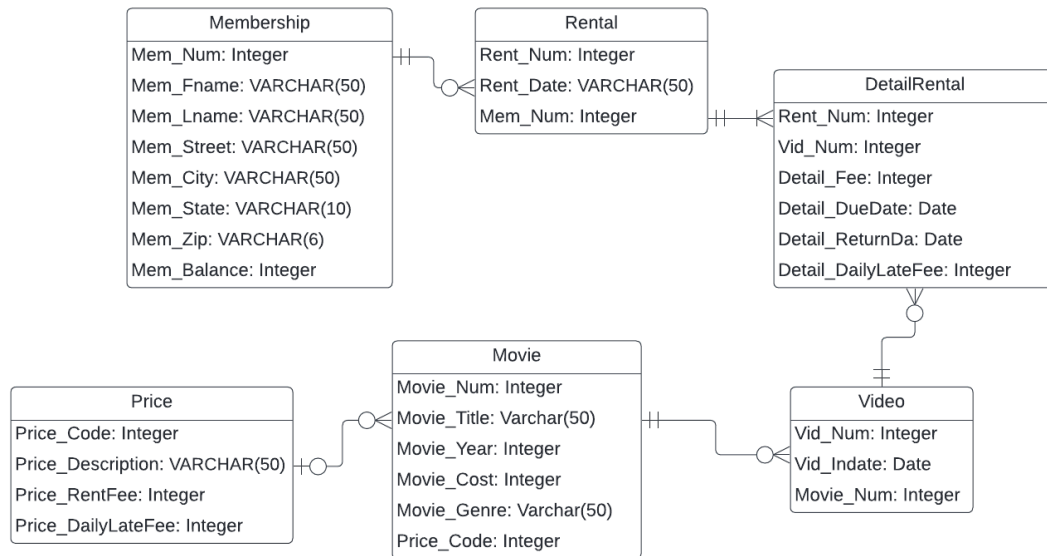 Membership
Mem_Num: Integer
Mem_Fname: VARCHAR(50)
Mem_Lname: VARCHAR(50)
Mem_Street: VARCHAR(50)
Mem_City: VARCHAR(50)
Mem_State: VARCHAR(10)
Mem_Zip: VARCHAR(6)
Mem_Balance: Integer
Rental
Rent_Num: Integer
Rent_Date: VARCHAR(50)
Mem_Num: Integer
DetailRental
Rent_Num: Integer
Vid_Num: Integer
Detail_Fee: Integer
Detail_DueDate: Date
Detail_ReturnDa: Date
Detail_DailyLateFee: Integer
Price
Price_Code: Integer
Price_Description: VARCHAR(50)
Price_RentFee: Integer
Price_DailyLateFee: Integer
Movie
Movie_Num: Integer
Movie_Title: Varchar(50)
Movie_Year: Integer
Movie_Cost: Integer
Movie_Genre: Varchar(50)
Price_Code: Integer
Video
Vid_Num: Integer
Vid_Indate: Date
Movie_Num: Integer